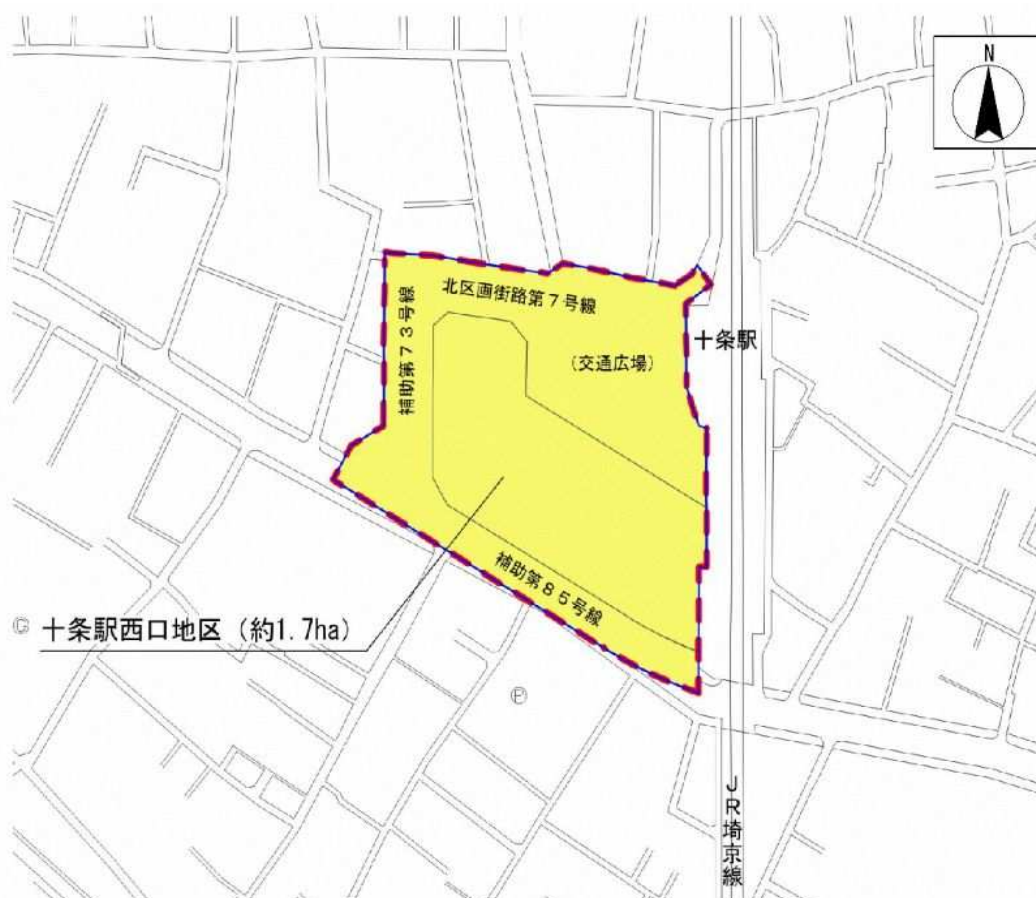 N
北区画街路第７号線
補助第７３号線
十条駅
（交通広場）
補助第８５号線
Ⓖ 十条駅西口地区（約1.7ha）
Ⓟ
ＪＲ埼京線